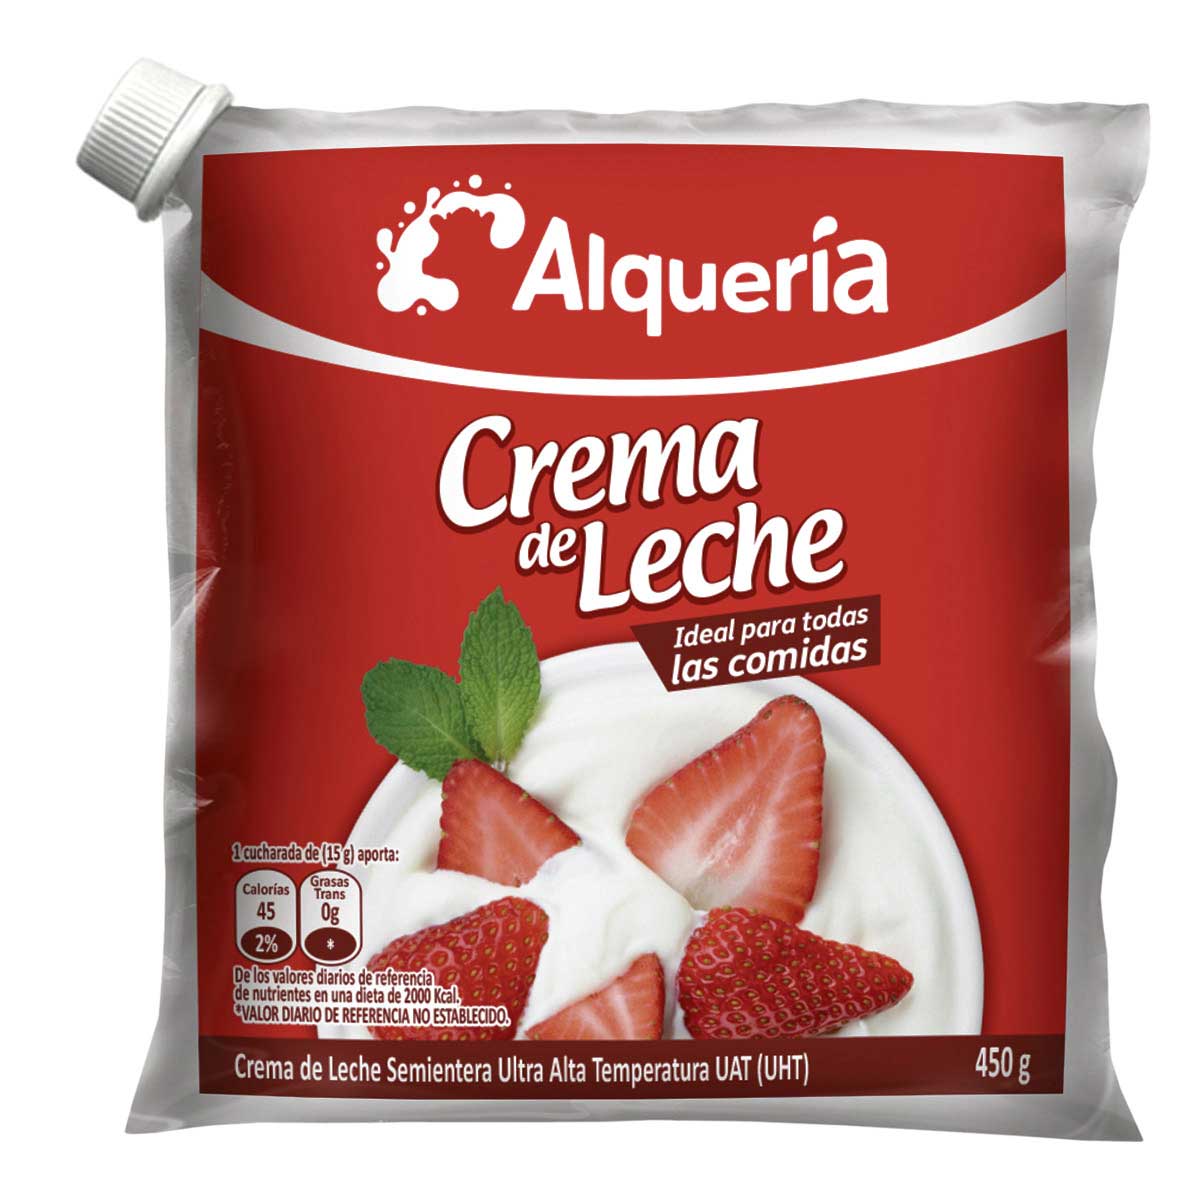 Alquería
Crema
de Leche
Ideal para todas
las comidas
1 cucharada de (15 g) aporta:
Calorías
45
2%
Grasas
Trans
0g
*
De los valores diarios de referencia
de nutrientes en una dieta de 2000 Kcal.
*VALOR DIARIO DE REFERENCIA NO ESTABLECIDO.
Crema de Leche Semientera Ultra Alta Temperatura UAT (UHT)
450 g